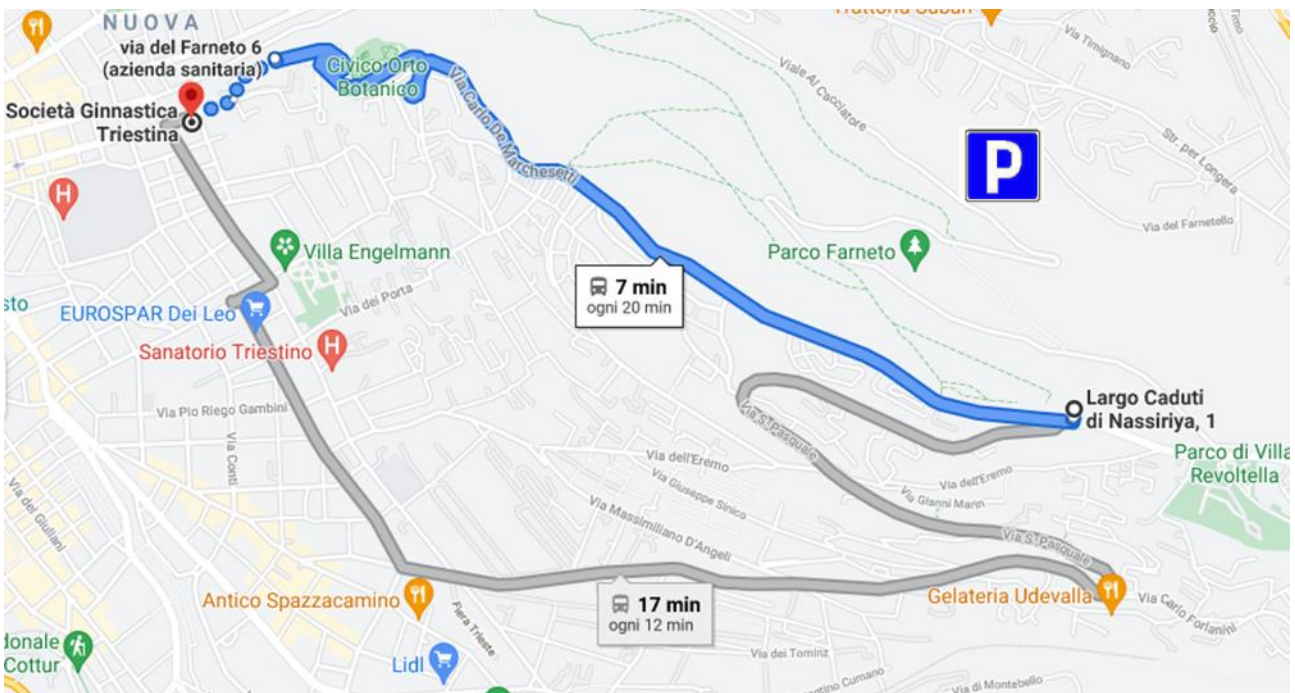 NUOVA
via del Farneto 6
(azienda sanitaria)
Società Ginnastica
Triestina
Civico Orto
Botanico
Via Carlo De Marchesetti
Viale Al Cacciatore
Via Timignano
Str. per Longera
Via del Farnetello
P
H
Villa Engelmann
Parco Farneto
7 min
ogni 20 min
EUROSPAR Dei Leo
Via dei Porta
Sanatorio Triestino
H
Largo Caduti
di Nassiriya, 1
Via Pio Riego Gambini
Via Conti
Via S. Pasquale
Via dell'Eremo
Via dell'Eremo
Parco di Villa
Revoltella
Via Giuseppe Sinico
Via Gianni Marin
Via dei Giuliani
Via Massimiliano D'Angeli
Via S. Pasquale
Antico Spazzacamino
17 min
ogni 12 min
Gelateria Udevalla
Via Carlo Forlanini
Fiera Trieste
Lidl
Via dei Tominz
Cottur
Via di Montebello